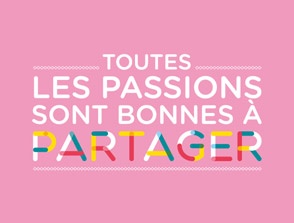 TOUTES
LES PASSIONS
SONT BONNES À
PARTAGER